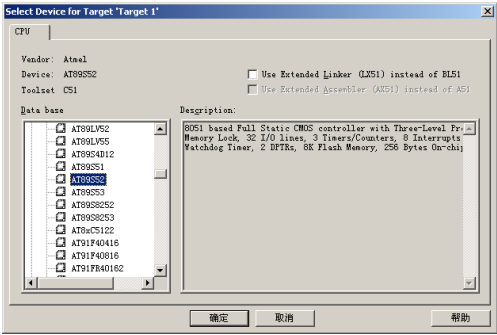 Select Device for Target 'Target 1'
CPU
Vendor: Atmel
Device: AT89S52
Toolset C51
Use Extended Linker (LX51) instead of BL51
Use Extended Assembler (AX51) instead of A51
Data base
Description:
AT89LV52
AT89LV55
AT89S4D12
AT89S51
AT89S52
AT89S53
AT89S8252
AT89S8253
AT8xC5122
AT91F40416
AT91F40816
AT91FR40162
8051 based Full Static CMOS controller with Three-Level Pr
Memory Lock, 32 I/O lines, 3 Timers/Counters, 8 Interrupts
Watchdog Timer, 2 DPTRs, 8K Flash Memory, 256 Bytes On-chip
确定
取消
帮助